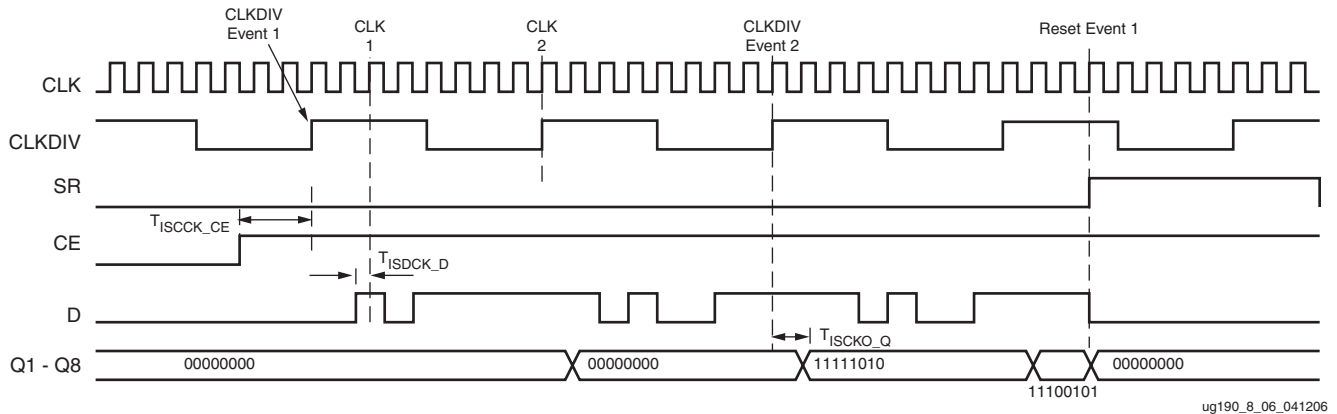 CLKDIV
Event 1
CLK
1
CLK
2
CLKDIV
Event 2
Reset Event 1
CLK
CLKDIV
SR
TISCCK_CE
CE
TISDCK_D
D
TISCKO_Q
Q1 - Q8
00000000
00000000
11111010
00000000
11100101
ug190_8_06_041206